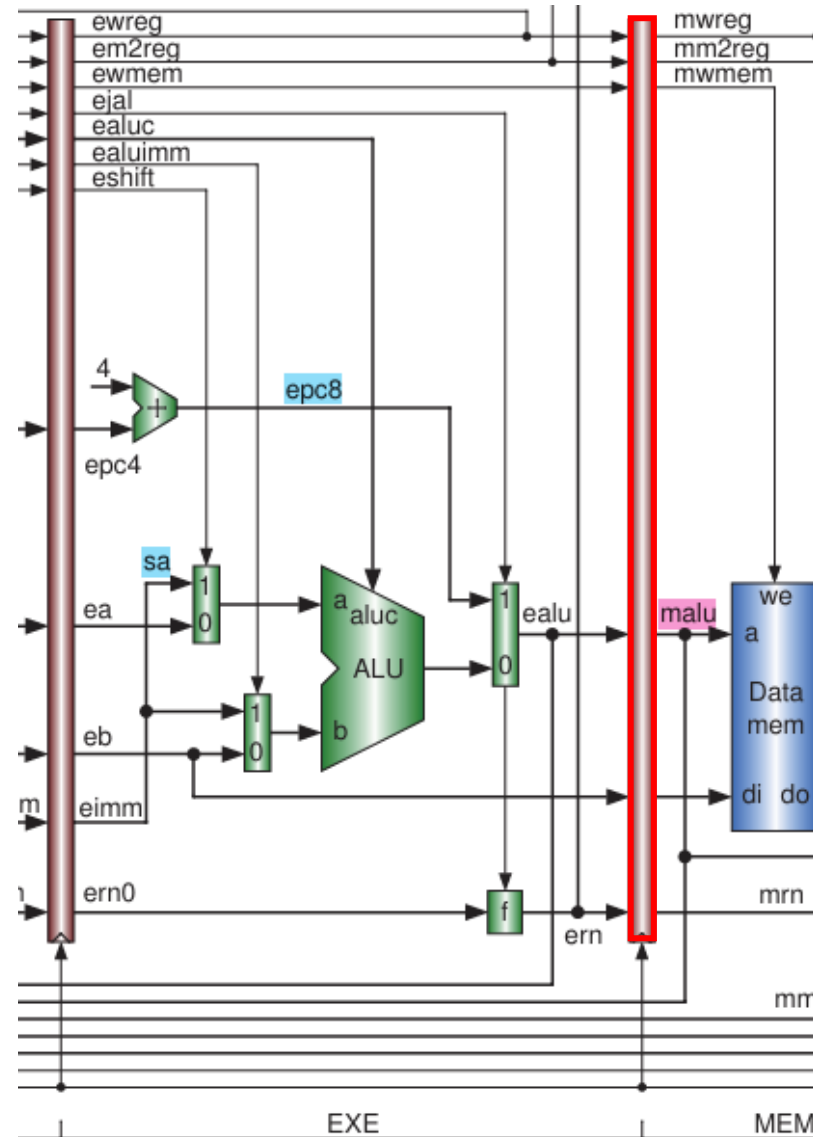 ewreg
mwreg
em2reg
mm2reg
ewmem
mwmem
ejal
ealuc
ealuimm
eshift
4
+
epc8
epc4
sa
1
0
ea
a
aluc
ALU
b
1
0
ealu
malu
we
a
Data
mem
di do
1
0
eb
m
eimm
ern0
f
ern
mrn
mm
EXE
MEM